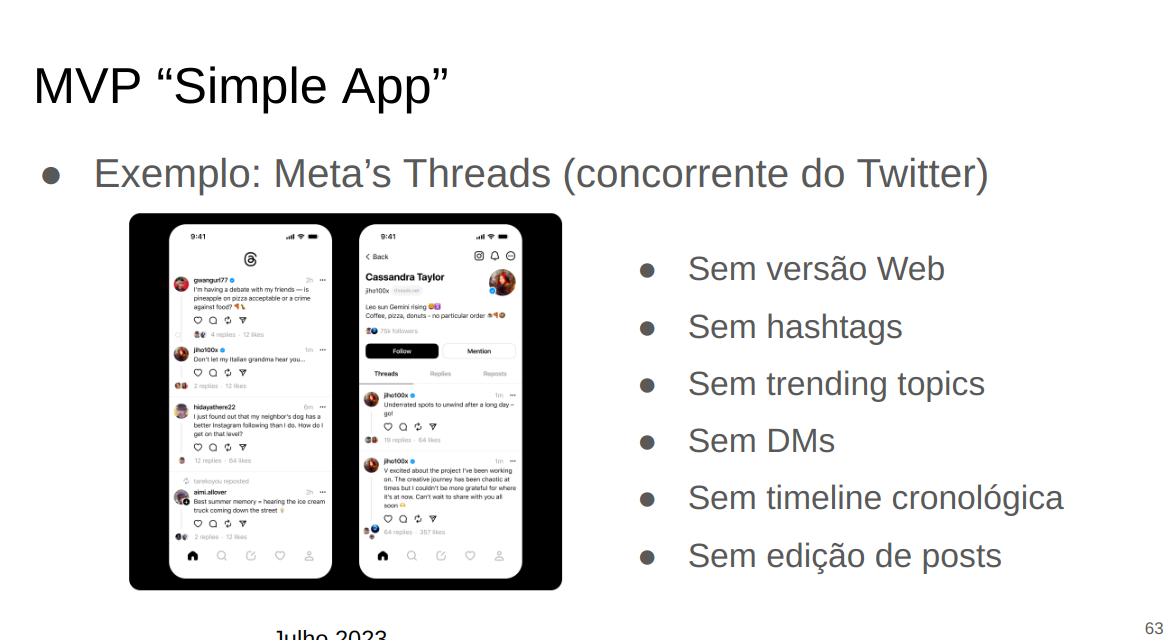 MVP “Simple App”
● Exemplo: Meta’s Threads (concorrente do Twitter)
9:41
gwangurl77 2h
I'm having a debate with my friends — is
pineapple on pizza acceptable or a crime
against food? 🍕🍍
4 replies · 12 likes
jiho100x 1m
Don't let my Italian grandma hear you...
2 replies · 12 likes
hidayathere22 6m
I just found out that my neighbor's dog has a
better Instagram following than I do. How do I
get on that level?
12 replies · 64 likes
tarekoyou reposted
aimi.allover 2h
Best summer memory = hearing the ice cream
truck coming down the street 🍦
2 replies · 12 likes
9:41
Back
Cassandra Taylor
jiho100x threads.net
Leo sun Gemini rising
Coffee, pizza, donuts - no particular order
75k followers
Follow Mention
Threads Replies Reposts
jiho100x 1m
Underrated spots to unwind after a long day –
go!
19 replies · 64 likes
jiho100x 1m
V excited about the project I've been working
on. The creative journey has been chaotic at
times but I couldn't be more grateful for where
it's at now. Can't wait to share with you all
soon
64 replies · 357 likes
● Sem versão Web
● Sem hashtags
● Sem trending topics
● Sem DMs
● Sem timeline cronológica
● Sem edição de posts
Julho 2023
63